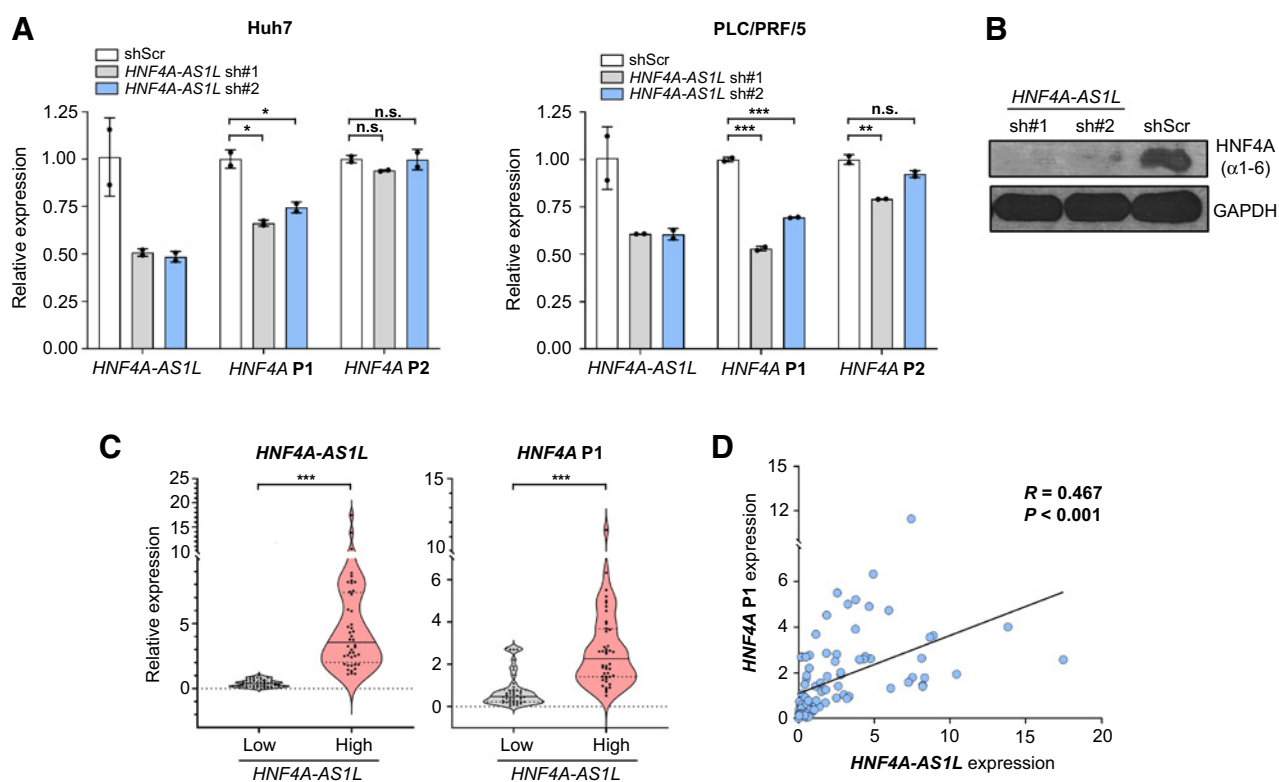 A
Huh7
shScr
HNF4A-AS1L sh#1
HNF4A-AS1L sh#2
Relative expression
1.25
1.00
0.75
0.50
0.25
0.00
*
*
n.s.
n.s.
HNF4A-AS1L
HNF4A P1
HNF4A P2
PLC/PRF/5
shScr
HNF4A-AS1L sh#1
HNF4A-AS1L sh#2
Relative expression
1.25
1.00
0.75
0.50
0.25
0.00
***
***
n.s.
**
HNF4A-AS1L
HNF4A P1
HNF4A P2
B
HNF4A-AS1L
sh#1 sh#2 shScr
HNF4A
(α1-6)
GAPDH
C
HNF4A-AS1L
Relative expression
25
20
15
10
5
0
***
Low High
HNF4A-AS1L
HNF4A P1
15
10
6
4
2
0
***
Low High
HNF4A-AS1L
D
HNF4A P1 expression
15
12
6
4
2
0
R = 0.467
P < 0.001
0 5 10 15 20
HNF4A-AS1L expression